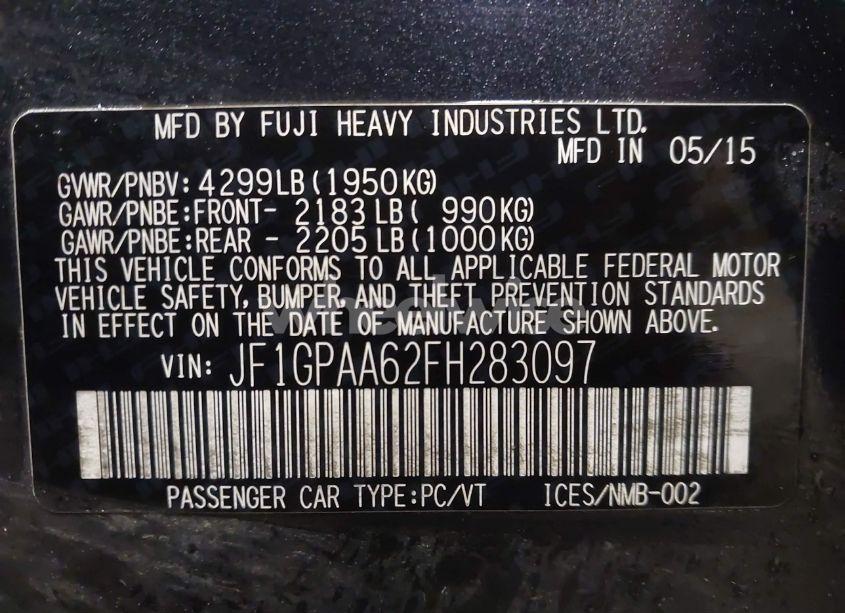 MFD BY FUJI HEAVY INDUSTRIES LTD.
MFD IN 05/15
GVWR/PNBV: 4299LB(1950KG)
GAWR/PNBE:FRONT- 2183LB( 990KG)
GAWR/PNBE:REAR - 2205LB(1000KG)
THIS VEHICLE CONFORMS TO ALL APPLICABLE FEDERAL MOTOR
VEHICLE SAFETY, BUMPER, AND THEFT PREVENTION STANDARDS
IN EFFECT ON THE DATE OF MANUFACTURE SHOWN ABOVE.
VIN: JF1GPAA62FH283097
PASSENGER CAR TYPE:PC/VT ICES/NMB-002